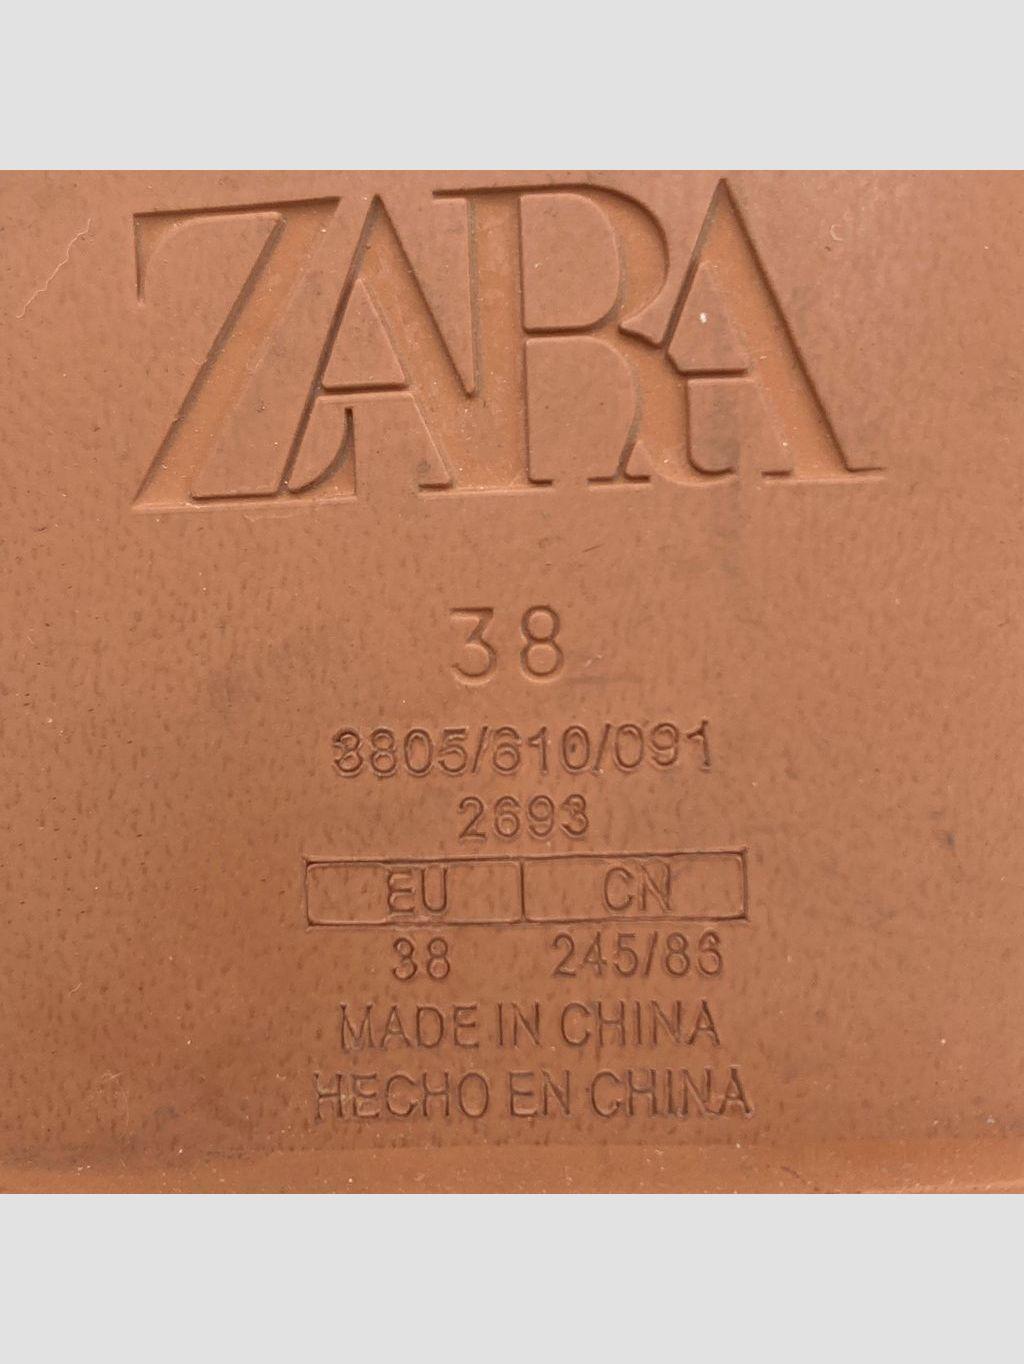 ZARA
38
3805/610/091
2693
EU CN
38 245/86
MADE IN CHINA
HECHO EN CHINA